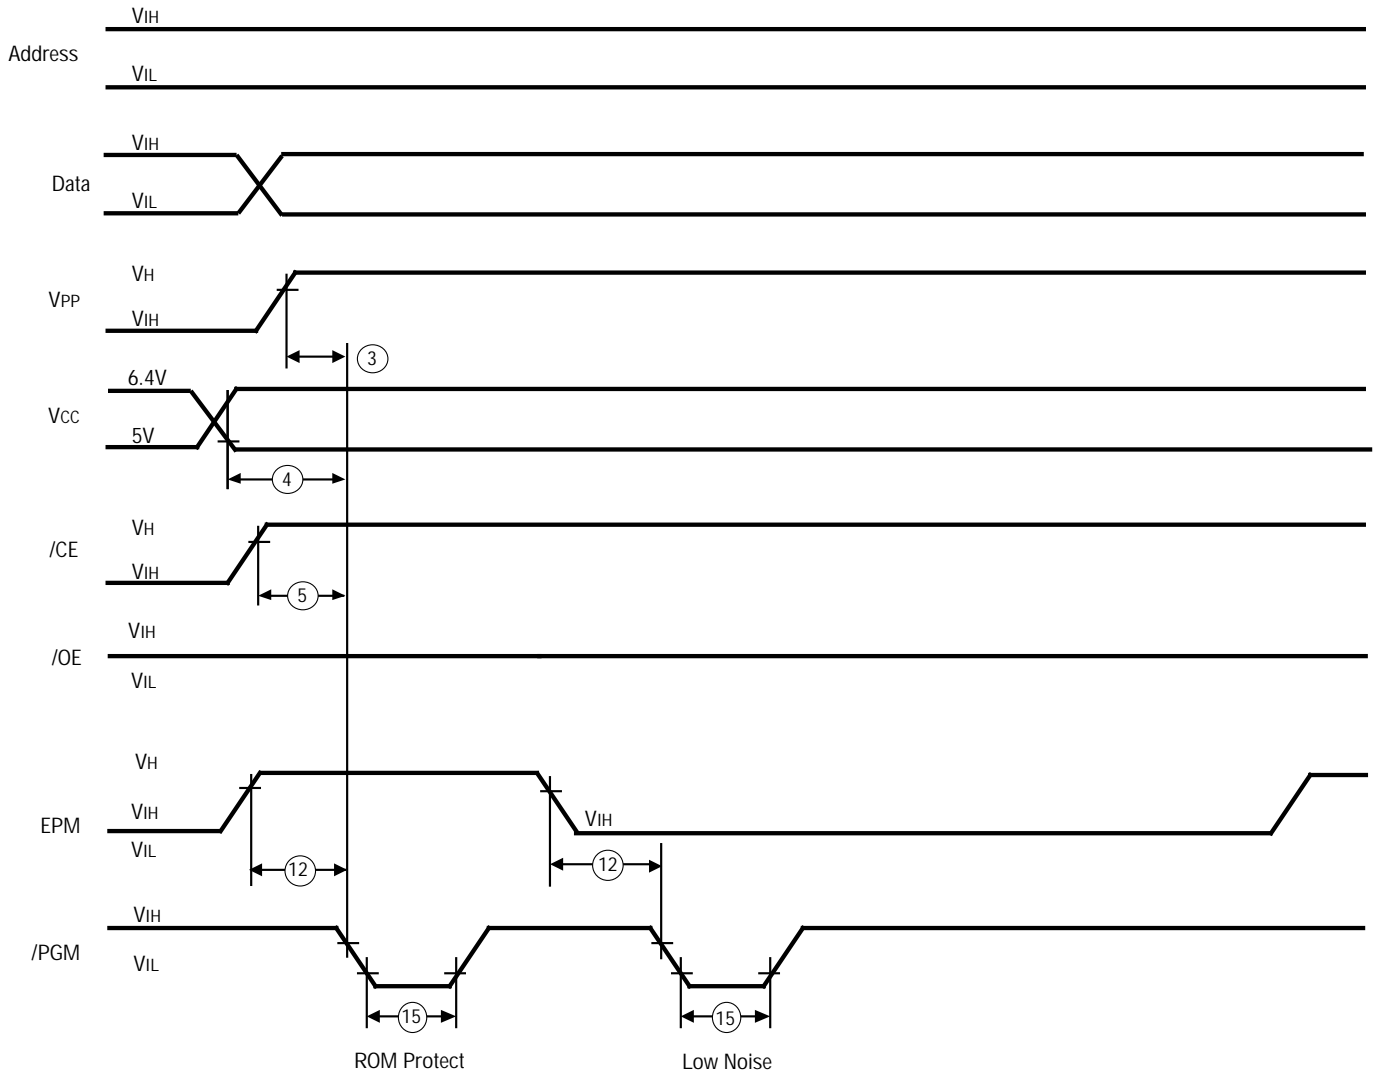 VIH
Address
VIL
VIH
Data
VIL
VH
VPP
VIH
3
6.4V
VCC
5V
4
VH
/CE
VIH
5
VIH
/OE
VIL
VH
VIH
VIH
EPM
VIL
12
12
VIH
/PGM
VIL
15
15
ROM Protect
Low Noise